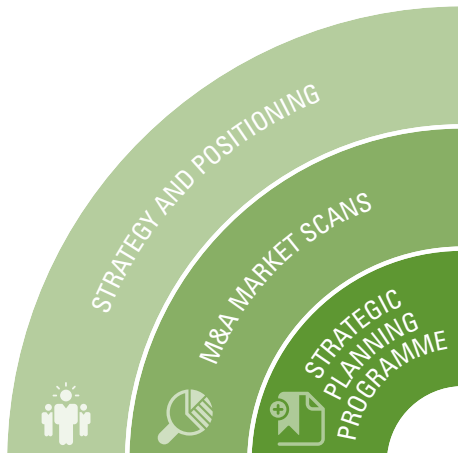 STRATEGY AND POSITIONING
M&A MARKET SCANS
STRATEGIC
PLANNING
PROGRAMME